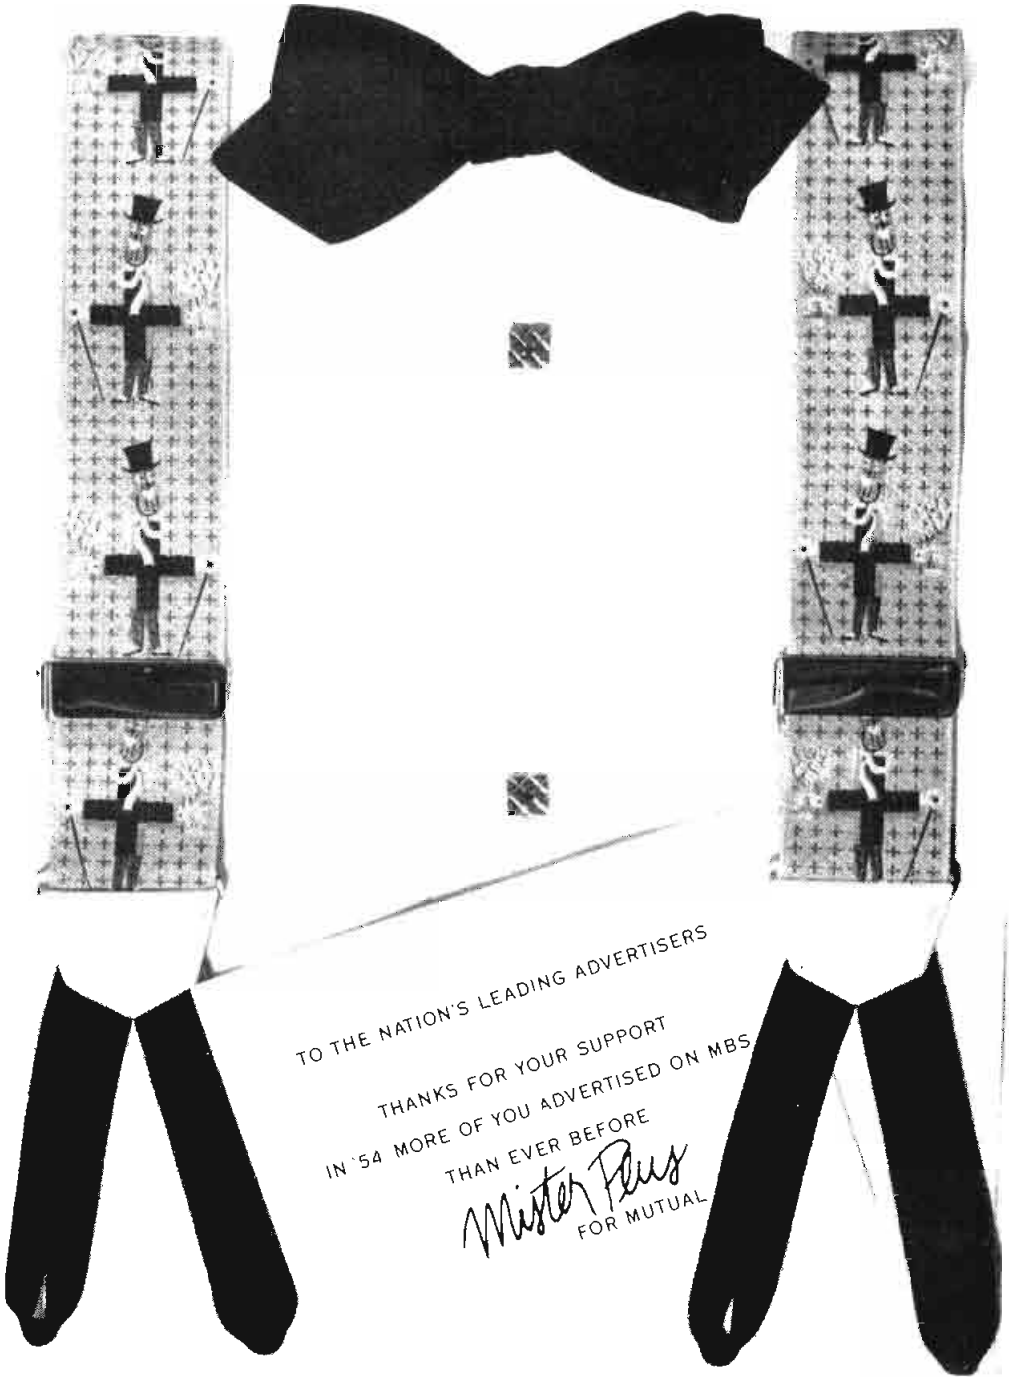 TO THE NATION'S LEADING ADVERTISERS
THANKS FOR YOUR SUPPORT
IN '54 MORE OF YOU ADVERTISED ON MBS
THAN EVER BEFORE
Mister Plus
FOR MUTUAL